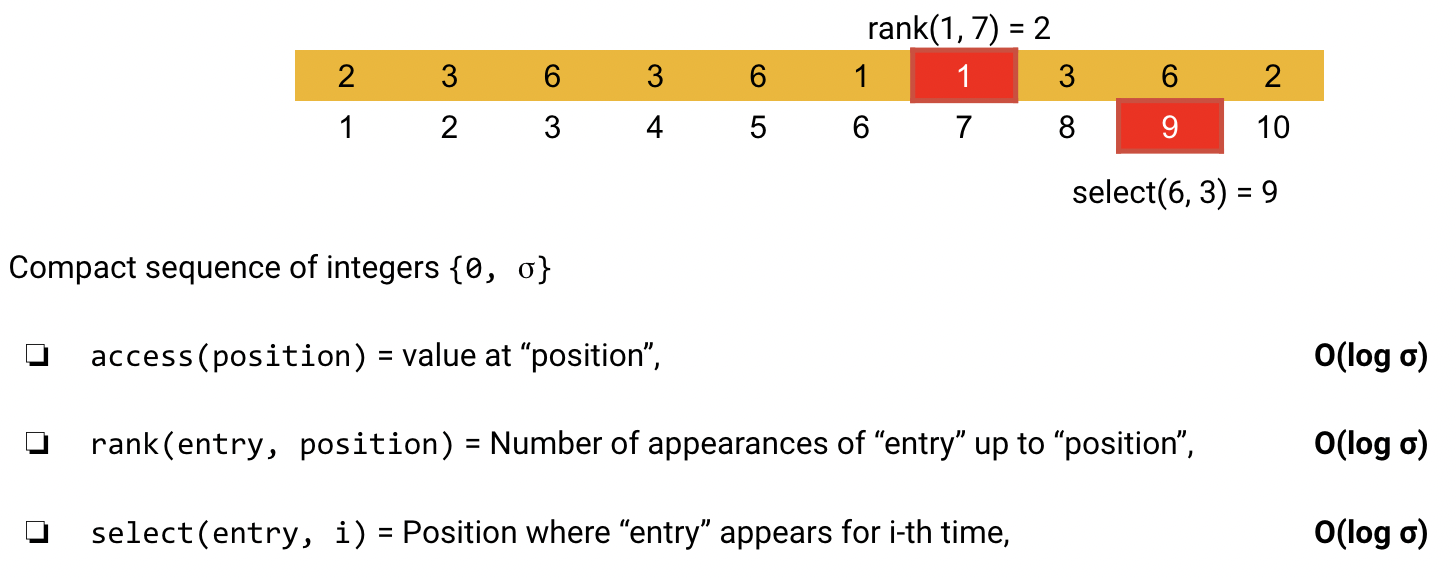 rank(1, 7) = 2
2 3 6 3 6 1 1 3 6 2
1 2 3 4 5 6 7 8 9 10
select(6, 3) = 9
Compact sequence of integers {0, σ}
❏ access(position) = value at “position”, O(log σ)
❏ rank(entry, position) = Number of appearances of “entry” up to “position”, O(log σ)
❏ select(entry, i) = Position where “entry” appears for i-th time, O(log σ)